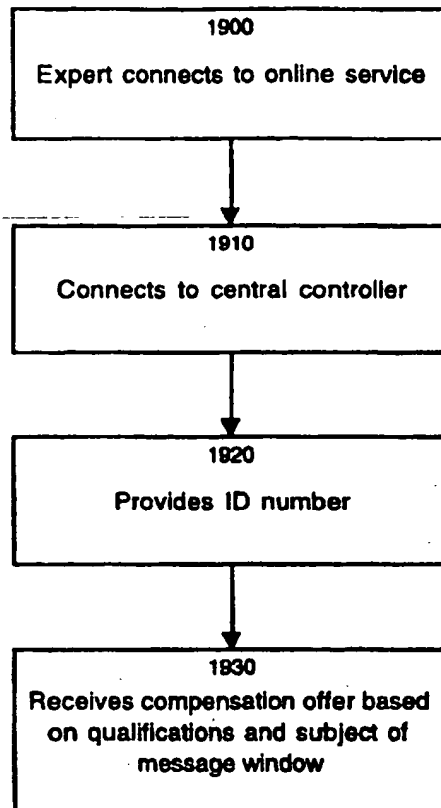 1900
Expert connects to online service
1910
Connects to central controller
1920
Provides ID number
1930
Receives compensation offer based
on qualifications and subject of
message window